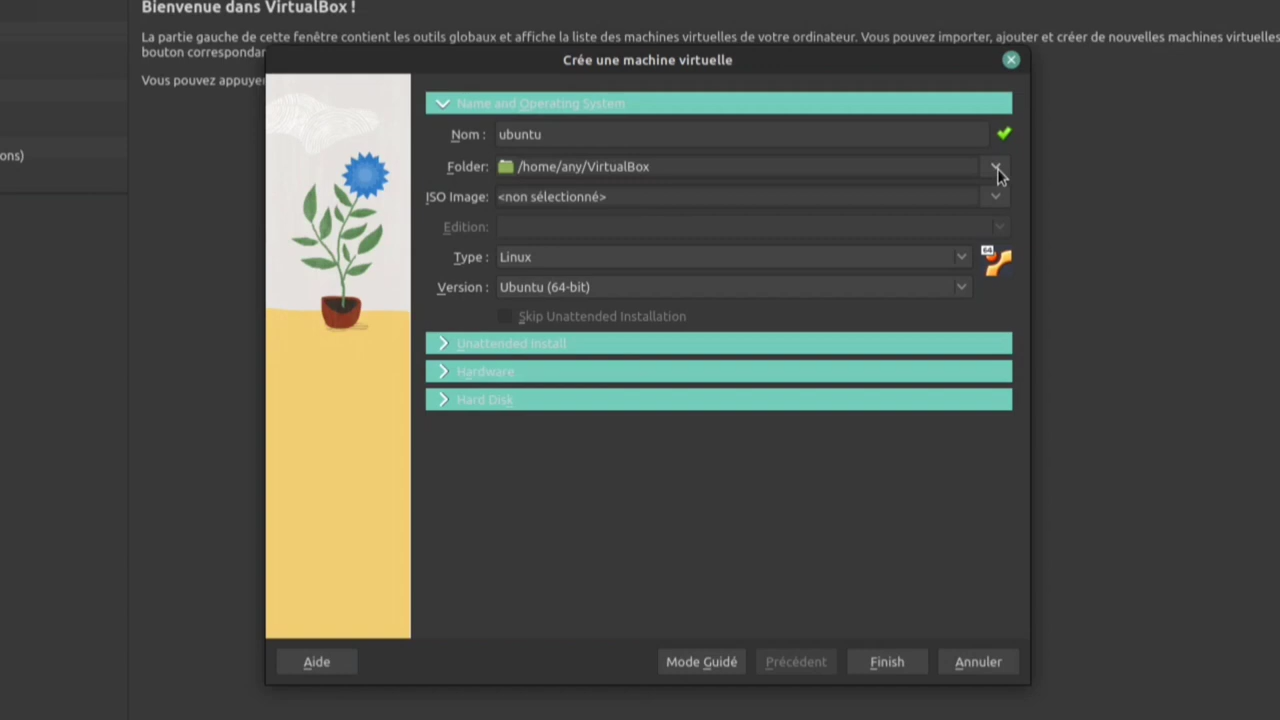 Bienvenue dans VirtualBox !
La partie gauche de cette fenêtre contient les outils globaux et affiche la liste des machines virtuelles de votre ordinateur. Vous pouvez importer, ajouter et créer de nouvelles machines virtuelles
bouton correspondan
Vous pouvez appuyer
ons)
Crée une machine virtuelle
Name and Operating System
Nom : ubuntu
Folder: /home/any/VirtualBox
ISO Image: <non sélectionné>
Edition:
Type : Linux
64
Version : Ubuntu (64-bit)
Skip Unattended Installation
Unattended Install
Hardware
Hard Disk
Aide Mode Guidé Précédent Finish Annuler